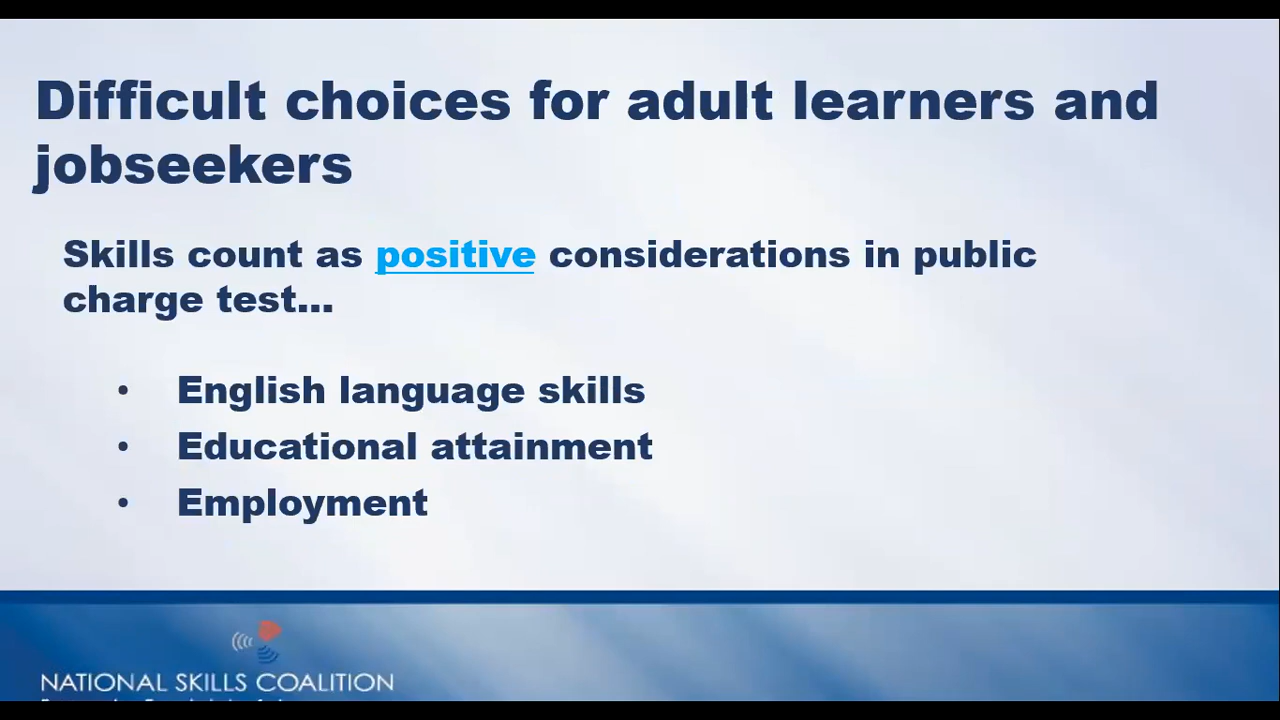 Difficult choices for adult learners and
jobseekers
Skills count as positive considerations in public
charge test...
• English language skills
• Educational attainment
• Employment
NATIONAL SKILLS COALITION